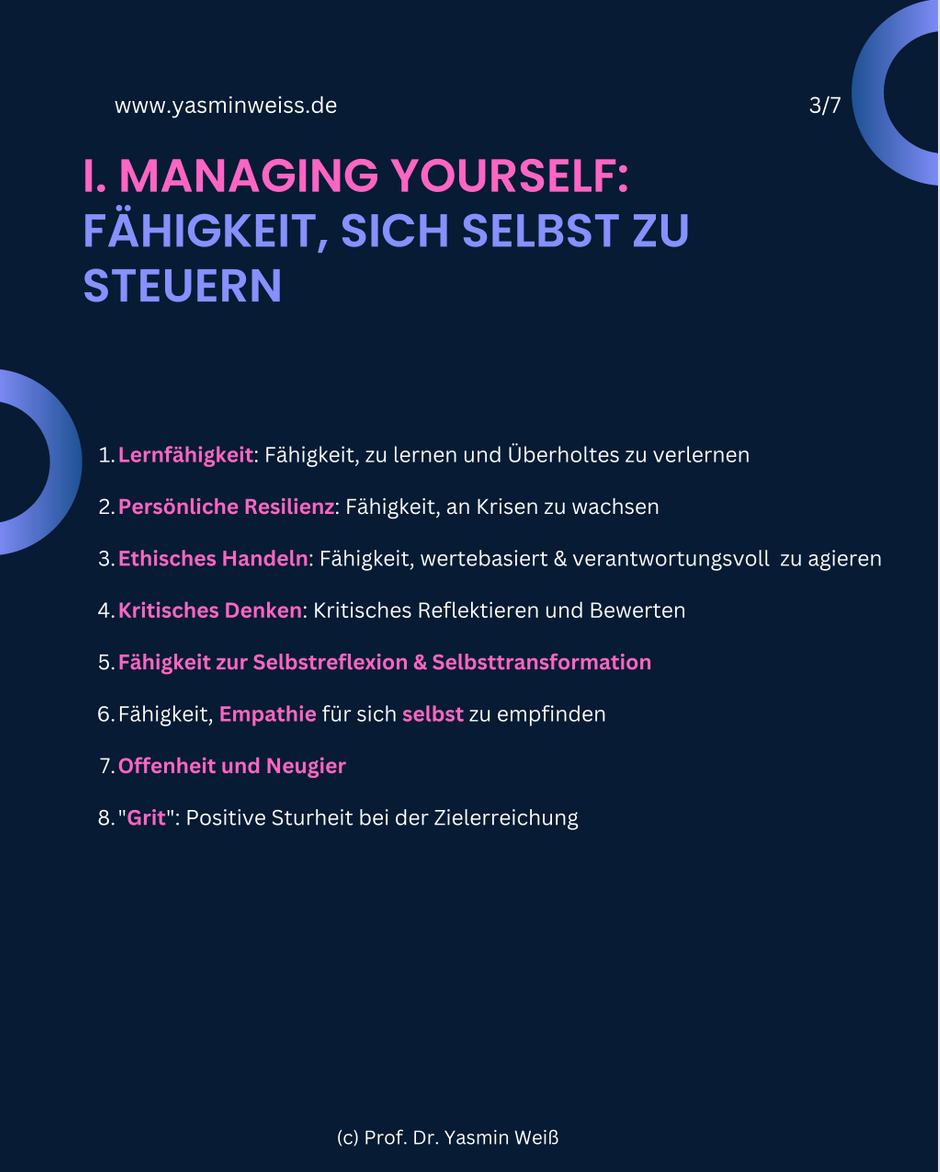 www.yasminweiss.de
3/7
I. MANAGING YOURSELF:
FÄHIGKEIT, SICH SELBST ZU
STEUERN
1. Lernfähigkeit: Fähigkeit, zu lernen und Überholtes zu verlernen
2. Persönliche Resilienz: Fähigkeit, an Krisen zu wachsen
3. Ethisches Handeln: Fähigkeit, wertebasiert & verantwortungsvoll  zu agieren
4. Kritisches Denken: Kritisches Reflektieren und Bewerten
5. Fähigkeit zur Selbstreflexion & Selbsttransformation
6. Fähigkeit, Empathie für sich selbst zu empfinden
7. Offenheit und Neugier
8. "Grit": Positive Sturheit bei der Zielerreichung
(c) Prof. Dr. Yasmin Weiß